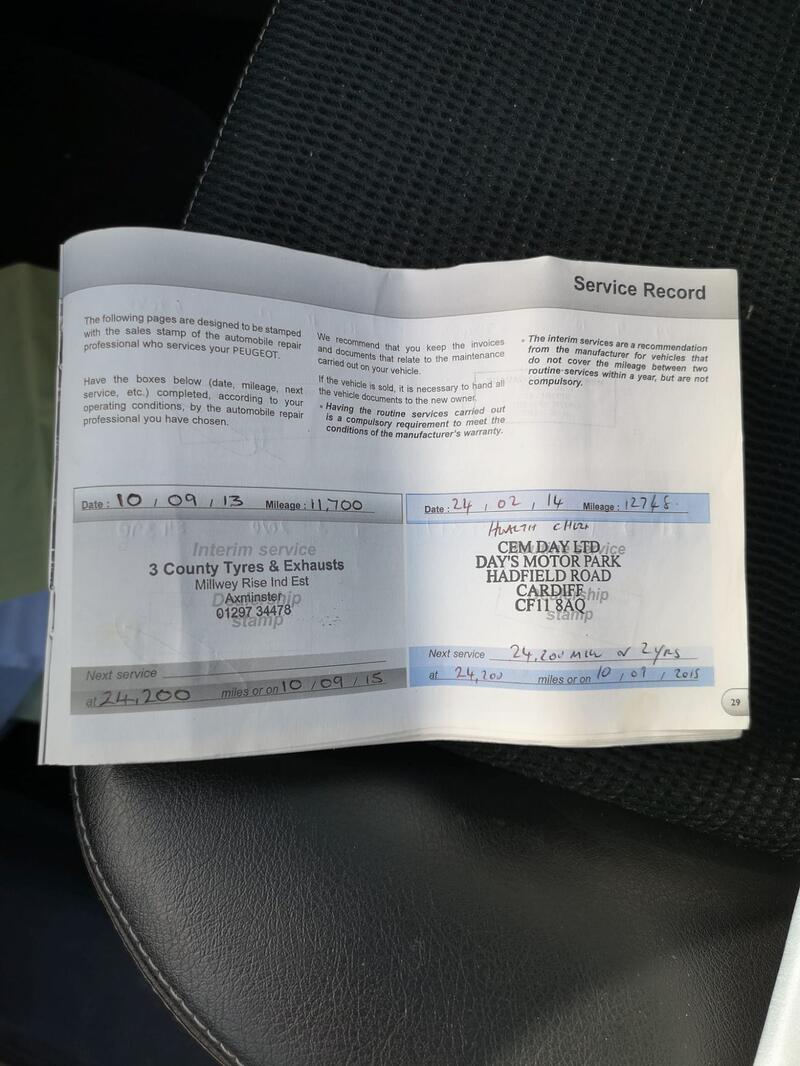 Service Record
The following pages are designed to be stamped
with the sales stamp of the automobile repair
professional who services your PEUGEOT.
Have the boxes below (date, mileage, next
service, etc.) completed, according to your
operating conditions, by the automobile repair
professional you have chosen.
We recommend that you keep the invoices
and documents that relate to the maintenance
carried out on your vehicle.
If the vehicle is sold, it is necessary to hand all
the vehicle documents to the new owner.
* Having the routine services carried out
is a compulsory requirement to meet the
conditions of the manufacturer's warranty.
* The interim services are a recommendation
from the manufacturer for vehicles that
do not cover the mileage between two
routine services within a year, but are not
compulsory.
Date : 10 / 09 / 13 Mileage : 11,700
Interim service
3 County Tyres & Exhausts
Millwey Rise Ind Est
Axminster
01297 34478
Dealership
stamp
Next service
at 24,200 miles or on 10 / 09 / 15
Date : 24 / 02 / 14 Mileage : 12748
HEALTH CHECK
service
CEM DAY LTD
DAY'S MOTOR PARK
HADFIELD ROAD
CARDIFF
CF11 8AQ
Dealership
stamp
Next service 24,200 or 2 YRS
at 24,200 miles or on 10 / 09 / 2015
29